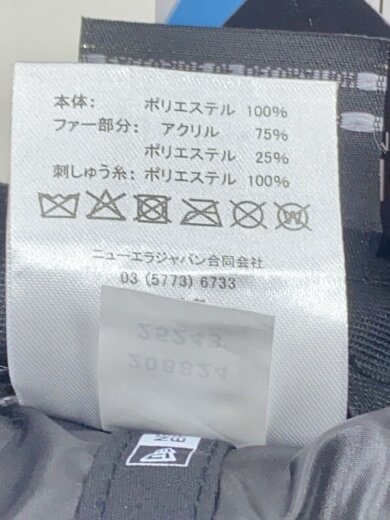 本体: ポリエステル 100%
ファー部分: アクリル 75%
ポリエステル 25%
刺しゅう糸: ポリエステル 100%
ニューエラジャパン合同会社
03 (5773) 6733
25243
208824